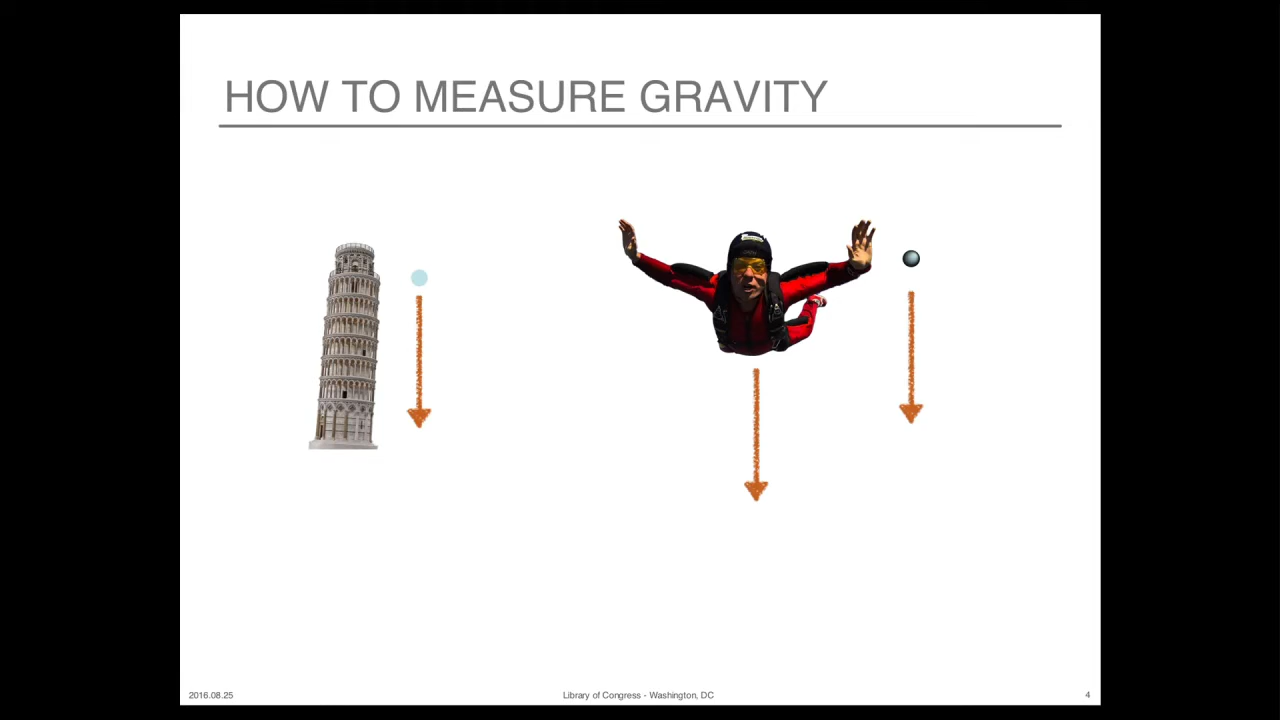 HOW TO MEASURE GRAVITY
2016.08.25
Library of Congress - Washington, DC
4